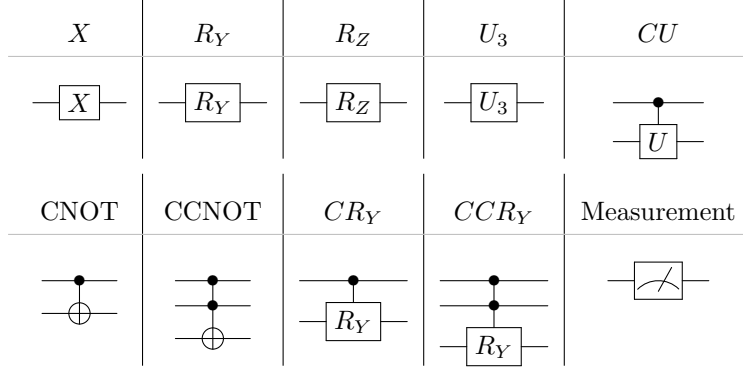 X R_Y R_Z U_3 CU
X R_Y R_Z U_3 U
CNOT CCNOT CR_Y CCR_Y Measurement
R_Y R_Y